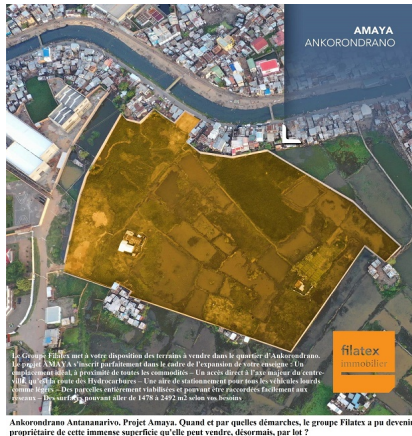 AMAYA
ANKORONDRANO
Le Groupe Filatex met à votre disposition des terrains à vendre dans le quartier d'Ankorondrano.
Le projet AMAYA s'inscrit parfaitement dans le cadre de l'expansion de votre enseigne : Un
emplacement idéal, à proximité de toutes les commodités – Un accès direct à l'axe majeur du centre-
ville, qu'est la route des Hydrocarbures – Une aire de stationnement pour tous les véhicules lourds
comme légers – Des parcelles entièrement viabilisées et pouvant être raccordées facilement aux
réseaux – Des surfaces pouvant aller de 1478 à 2492 m2 selon vos besoins
filatex
immobilier
Ankorondrano Antananarivo. Projet Amaya. Quand et par quelles démarches, le groupe Filatex a pu devenir
propriétaire de cette immense superficie qu'elle peut vendre, désormais, par lot ?